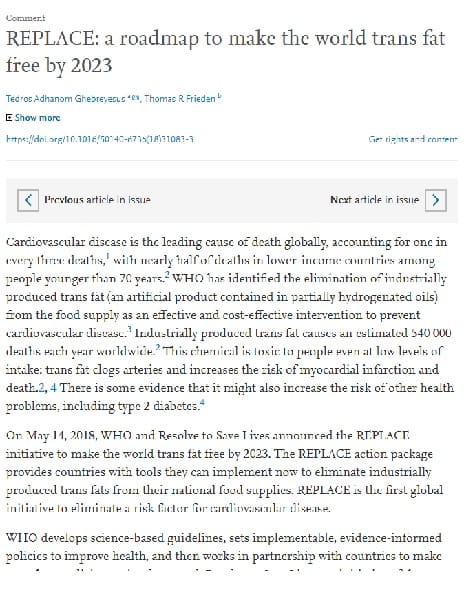 Comment
REPLACE: a roadmap to make the world trans fat
free by 2023
Tedros Adhanom Ghebreyesus a, Thomas R Frieden b
Show more
https://doi.org/10.1016/S0140-6736(18)31083-3
Get rights and content
Previous article in issue
Next article in issue
Cardiovascular disease is the leading cause of death globally, accounting for one in
every three deaths,1 with nearly half of deaths in lower-income countries among
people younger than 70 years.2 WHO has identified the elimination of industrially
produced trans fat (an artificial product contained in partially hydrogenated oils)
from the food supply as an effective and cost-effective intervention to prevent
cardiovascular disease.3 Industrially produced trans fat causes an estimated 540 000
deaths each year worldwide.2 This chemical is toxic to people even at low levels of
intake: trans fat clogs arteries and increases the risk of myocardial infarction and
death.2, 4 There is some evidence that it might also increase the risk of other health
problems, including type 2 diabetes.4
On May 14, 2018, WHO and Resolve to Save Lives announced the REPLACE
initiative to make the world trans fat free by 2023. The REPLACE action package
provides countries with tools they can implement now to eliminate industrially
produced trans fats from their national food supplies. REPLACE is the first global
initiative to eliminate a risk factor for cardiovascular disease.
WHO develops science-based guidelines, sets implementable, evidence-informed
policies to improve health, and then works in partnership with countries to make